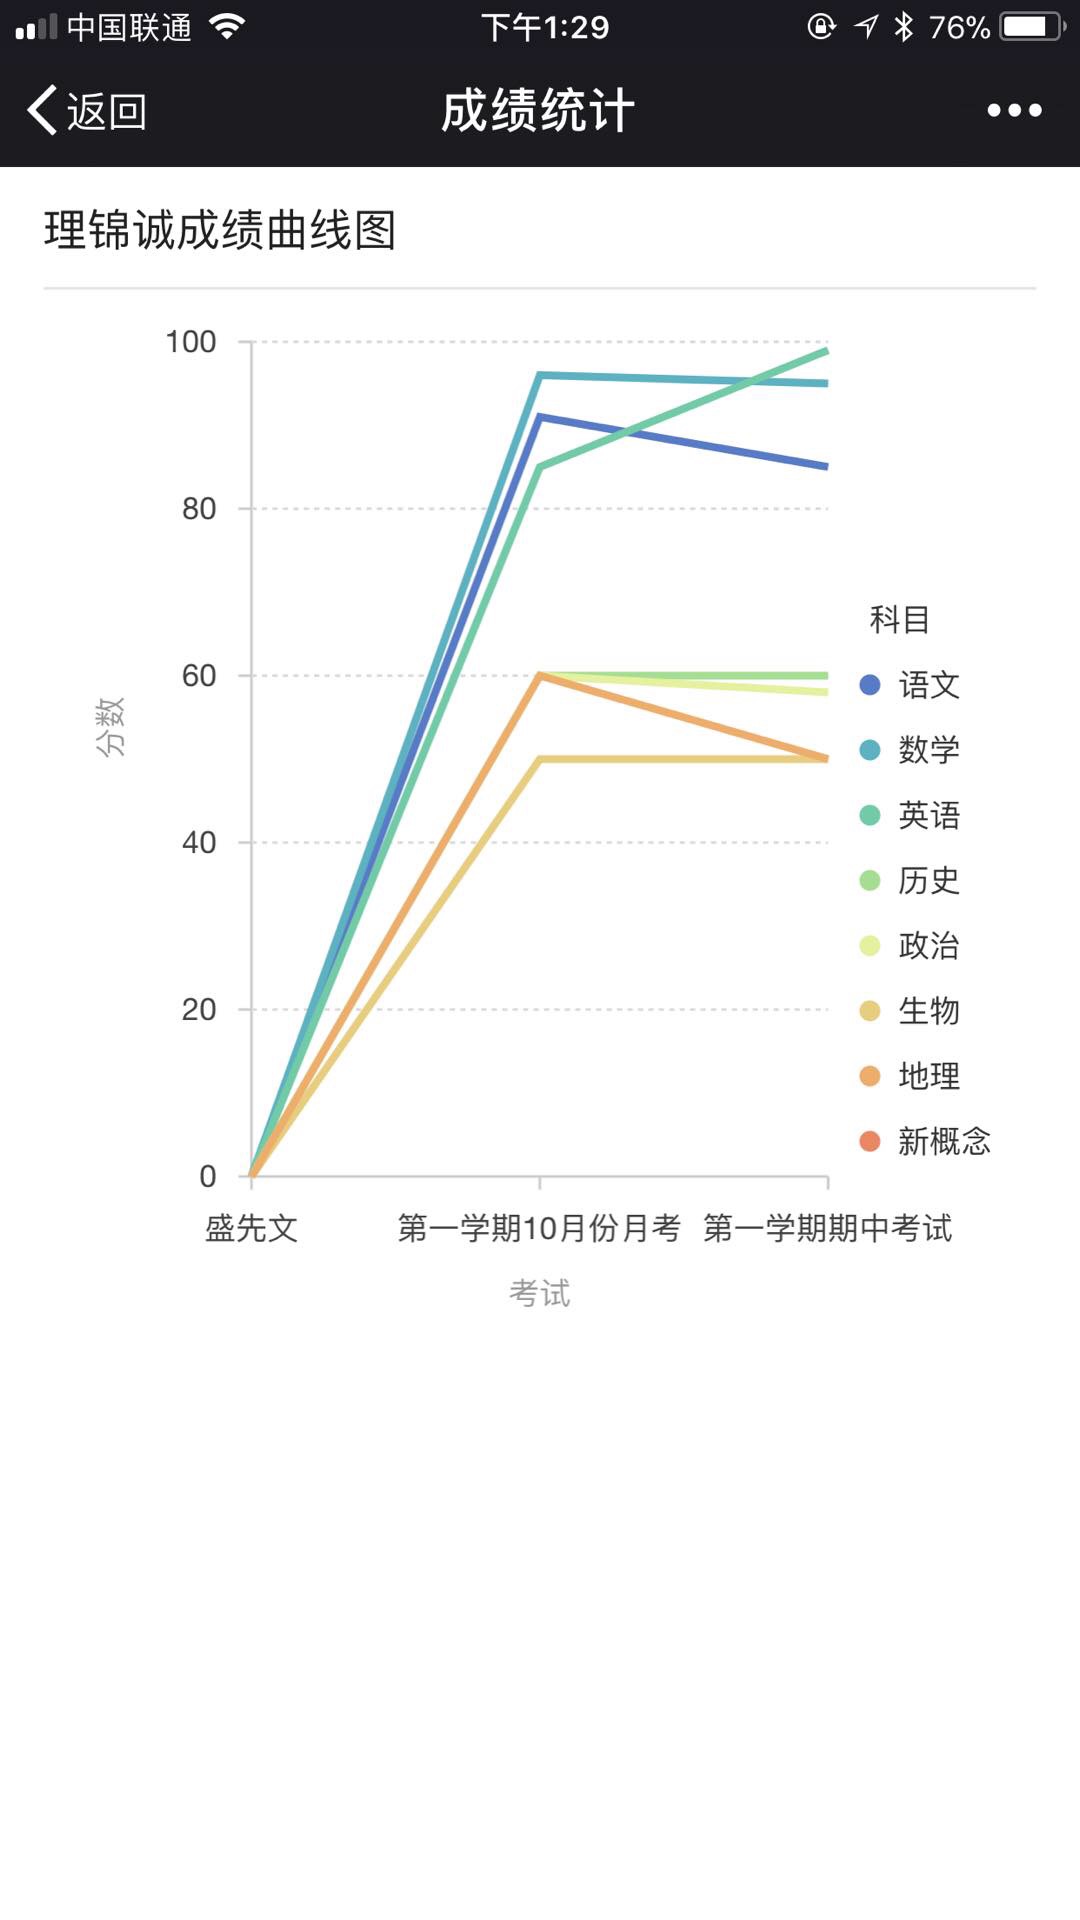 中国联通 下午1:29 76%
返回 成绩统计
理锦诚成绩曲线图
100
80
60
40
20
0
分数
盛先文 第一学期10月份月考 第一学期期中考试
考试
科目
语文
数学
英语
历史
政治
生物
地理
新概念